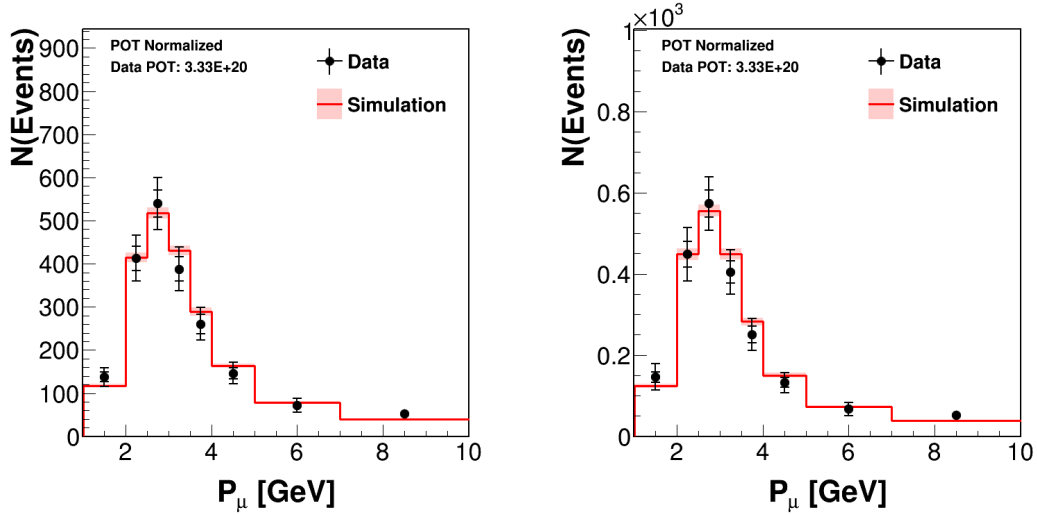 POT Normalized
Data POT: 3.33E+20
Data
Simulation
N(Events)
900
800
700
600
500
400
300
200
100
0
2
4
6
8
10
Pμ [GeV]
×10³
POT Normalized
Data POT: 3.33E+20
Data
Simulation
N(Events)
1
0.8
0.6
0.4
0.2
0
2
4
6
8
10
Pμ [GeV]